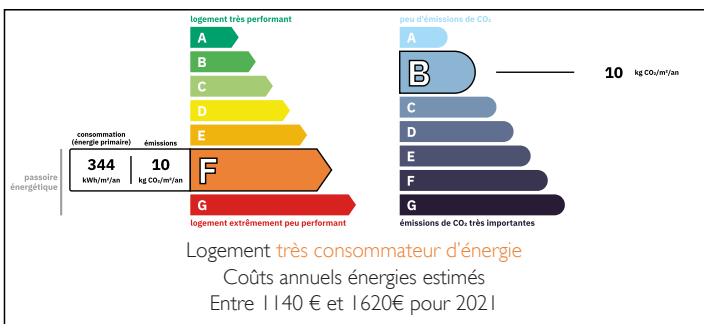 logement très performant
A
B
C
D
E
consommation
(énergie primaire)
émissions
passoire
énergétique
344
kWh/m²/an
10
kg CO₂/m²/an
F
G
logement extrêmement peu performant
peu d'émissions de CO₂
A
B
10 kg CO₂/m²/an
C
D
E
F
G
émissions de CO₂ très importantes
Logement très consommateur d'énergie
Coûts annuels énergies estimés
Entre 1140 € et 1620€ pour 2021